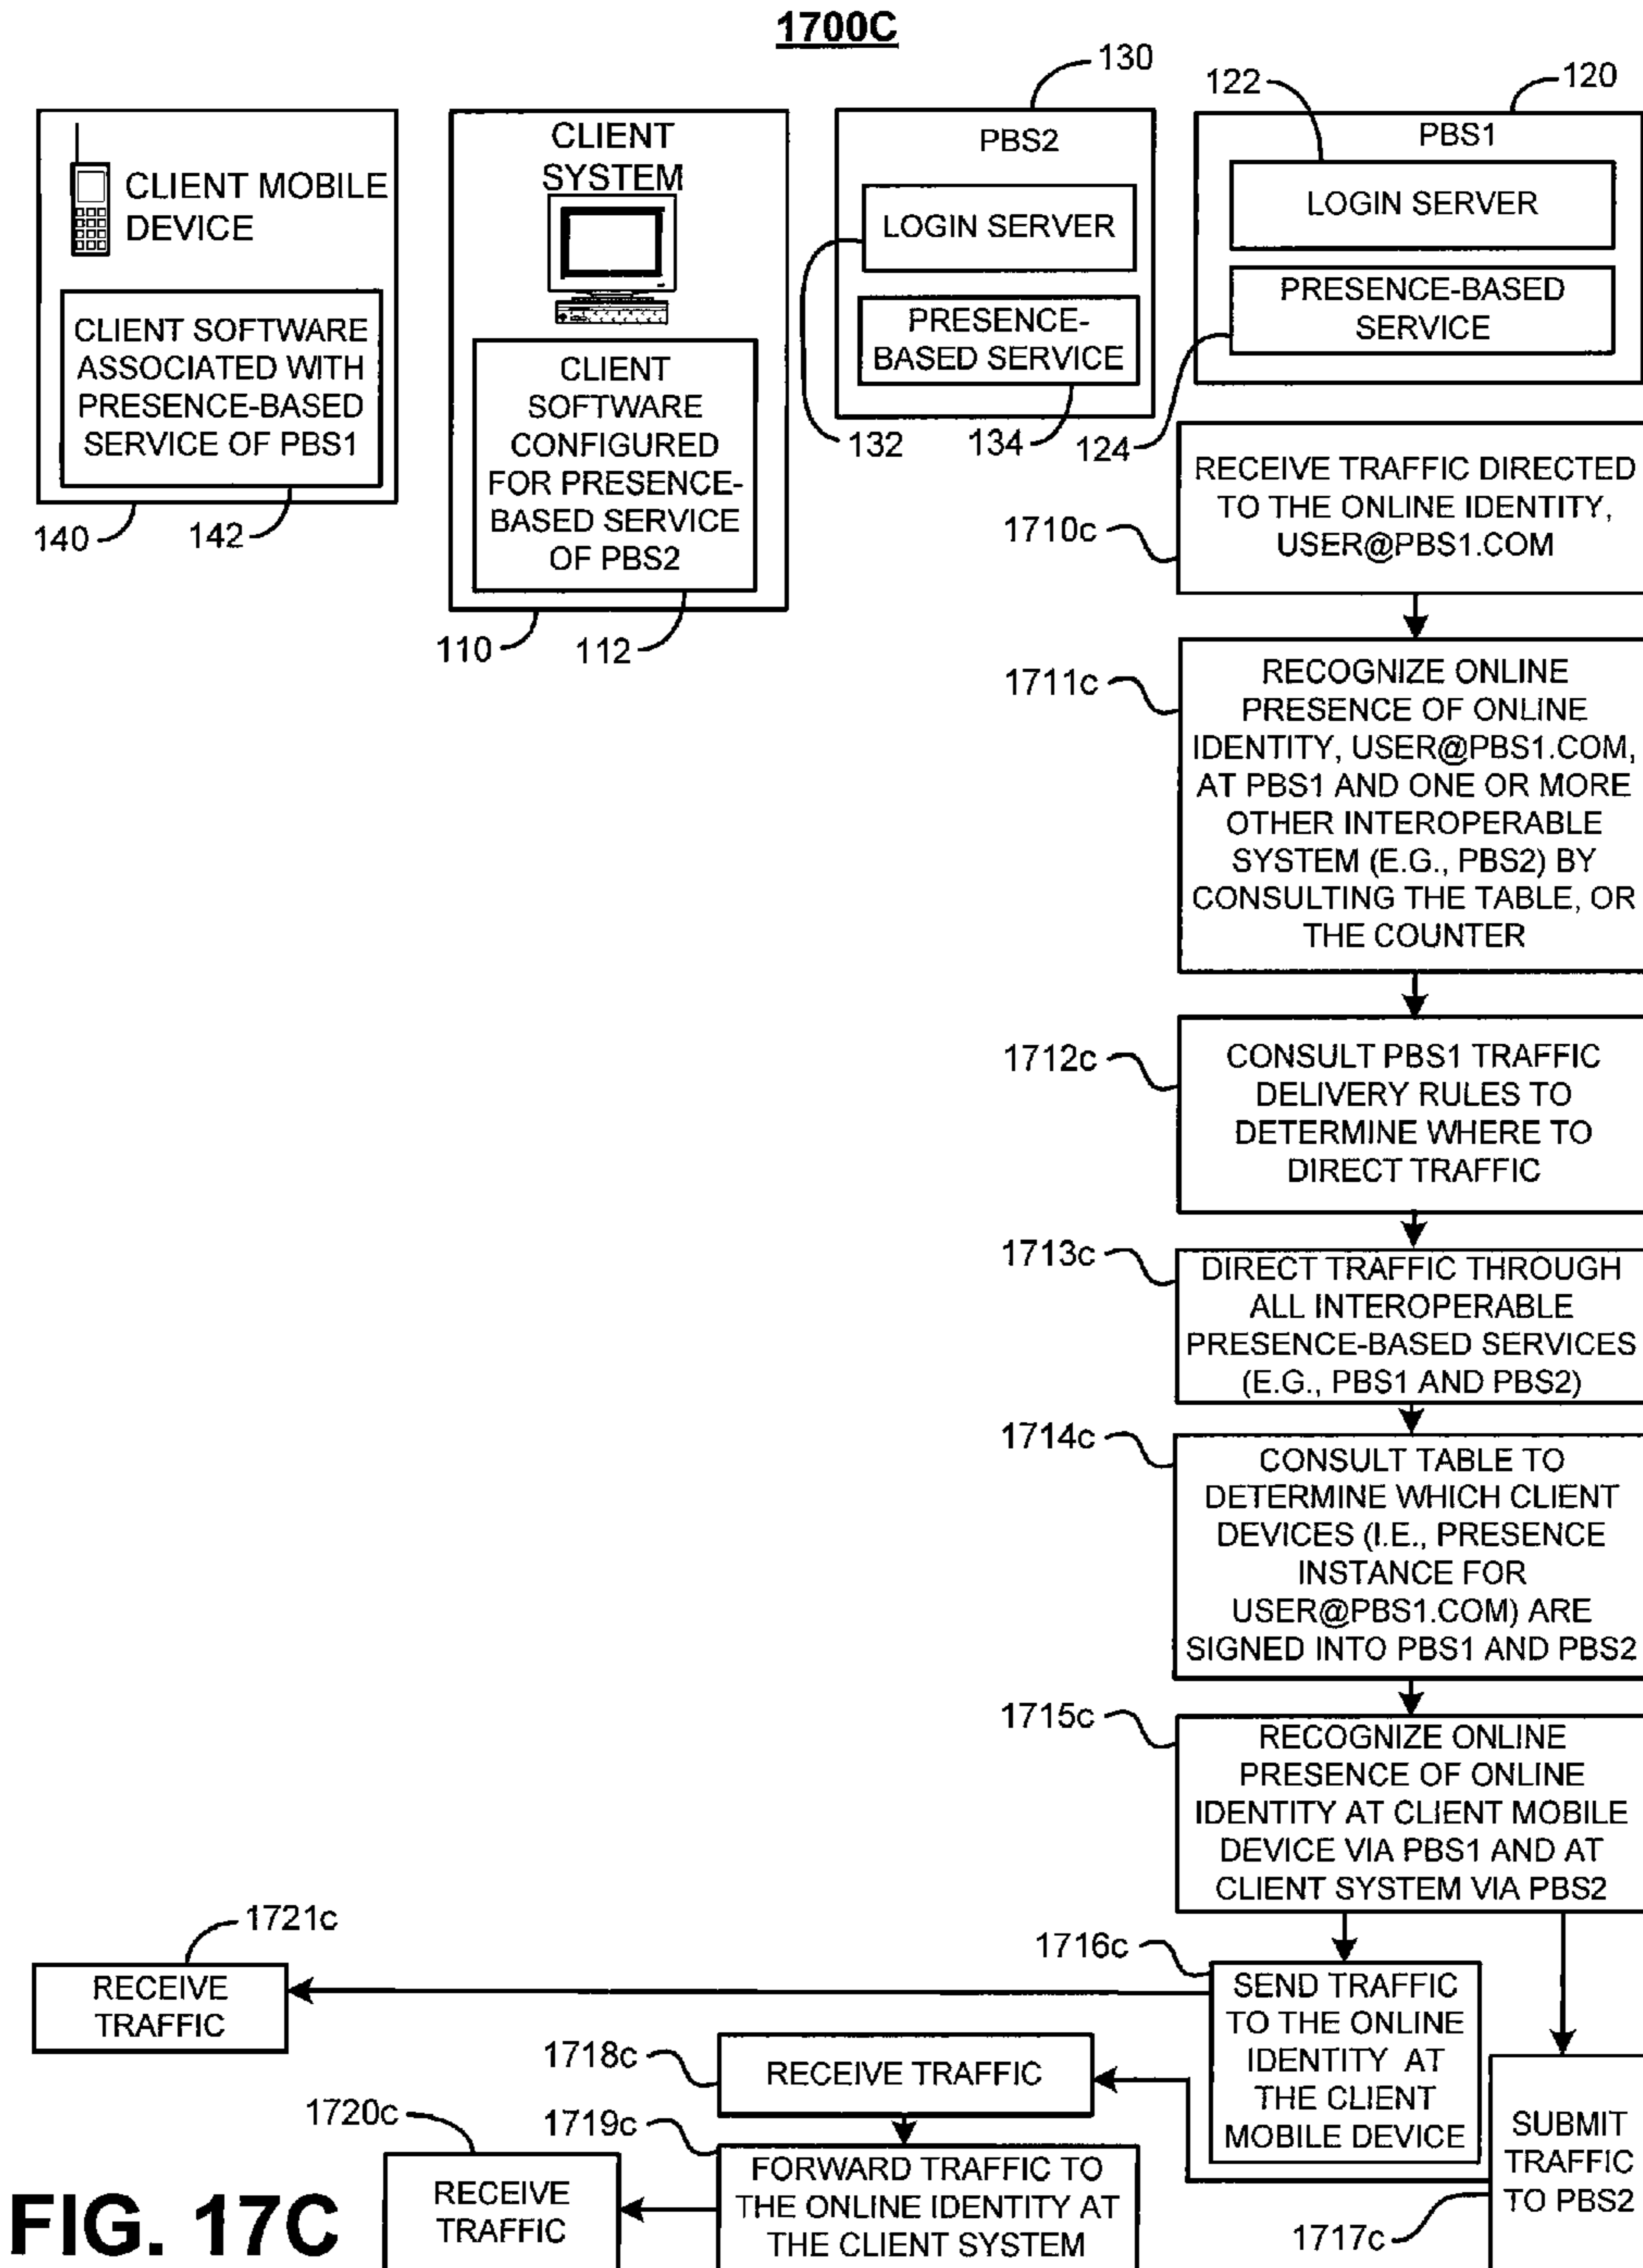 1700C
130
122
120
CLIENT MOBILE
DEVICE
CLIENT SOFTWARE
ASSOCIATED WITH
PRESENCE-BASED
SERVICE OF PBS1
140
142
CLIENT
SYSTEM
CLIENT
SOFTWARE
CONFIGURED
FOR PRESENCE-
BASED SERVICE
OF PBS2
110
112
PBS2
LOGIN SERVER
PRESENCE-
BASED SERVICE
132
134
PBS1
LOGIN SERVER
PRESENCE-BASED
SERVICE
124
1710c
RECEIVE TRAFFIC DIRECTED
TO THE ONLINE IDENTITY,
USER@PBS1.COM
1711c
RECOGNIZE ONLINE
PRESENCE OF ONLINE
IDENTITY, USER@PBS1.COM,
AT PBS1 AND ONE OR MORE
OTHER INTEROPERABLE
SYSTEM (E.G., PBS2) BY
CONSULTING THE TABLE, OR
THE COUNTER
1712c
CONSULT PBS1 TRAFFIC
DELIVERY RULES TO
DETERMINE WHERE TO
DIRECT TRAFFIC
1713c
DIRECT TRAFFIC THROUGH
ALL INTEROPERABLE
PRESENCE-BASED SERVICES
(E.G., PBS1 AND PBS2)
1714c
CONSULT TABLE TO
DETERMINE WHICH CLIENT
DEVICES (I.E., PRESENCE
INSTANCE FOR
USER@PBS1.COM) ARE
SIGNED INTO PBS1 AND PBS2
1715c
RECOGNIZE ONLINE
PRESENCE OF ONLINE
IDENTITY AT CLIENT MOBILE
DEVICE VIA PBS1 AND AT
CLIENT SYSTEM VIA PBS2
1716c
SEND TRAFFIC
TO THE ONLINE
IDENTITY AT
THE CLIENT
MOBILE DEVICE
1721c
RECEIVE
TRAFFIC
1717c
SUBMIT
TRAFFIC
TO PBS2
1718c
RECEIVE TRAFFIC
1719c
FORWARD TRAFFIC TO
THE ONLINE IDENTITY AT
THE CLIENT SYSTEM
1720c
RECEIVE
TRAFFIC
FIG. 17C